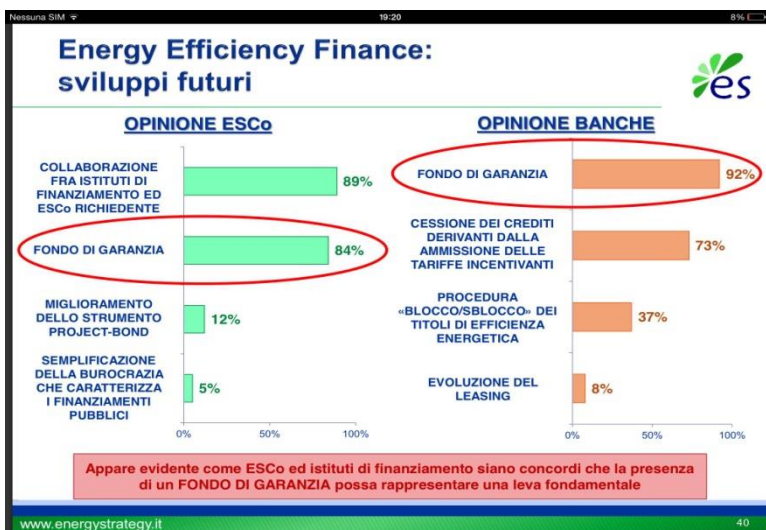 Nessuna SIM
19:20
8%
Energy Efficiency Finance:
sviluppi futuri
es
OPINIONE ESCo
COLLABORAZIONE
FRA ISTITUTI DI
FINANZIAMENTO ED
ESCo RICHIEDENTE
89%
FONDO DI GARANZIA
84%
MIGLIORAMENTO
DELLO STRUMENTO
PROJECT-BOND
12%
SEMPLIFICAZIONE
DELLA BUROCRAZIA
CHE CARATTERIZZA
I FINANZIAMENTI
PUBBLICI
5%
0%
50%
100%
OPINIONE BANCHE
FONDO DI GARANZIA
92%
CESSIONE DEI CREDITI
DERIVANTI DALLA
AMMISSIONE DELLE
TARIFFE INCENTIVANTI
73%
PROCEDURA
«BLOCCO/SBLOCCO» DEI
TITOLI DI EFFICIENZA
ENERGETICA
37%
EVOLUZIONE DEL
LEASING
8%
0%
50%
100%
Appare evidente come ESCo ed istituti di finanziamento siano concordi che la presenza
di un FONDO DI GARANZIA possa rappresentare una leva fondamentale
www.energystrategy.it
40